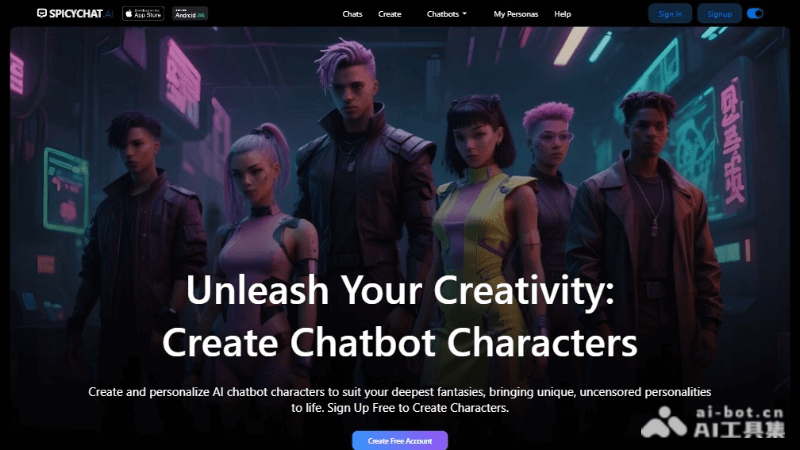 SPICYCHAT.AI
Download on the
App Store
Android
Chats
Create
Chatbots
My Personas
Help
Sign in
Signup
Unleash Your Creativity:
Create Chatbot Characters
Create and personalize AI chatbot characters to suit your deepest fantasies, bringing unique, uncensored personalities
to life. Sign Up Free to Create Characters.
Create Free Account
ai-bot.cn
AI工具集